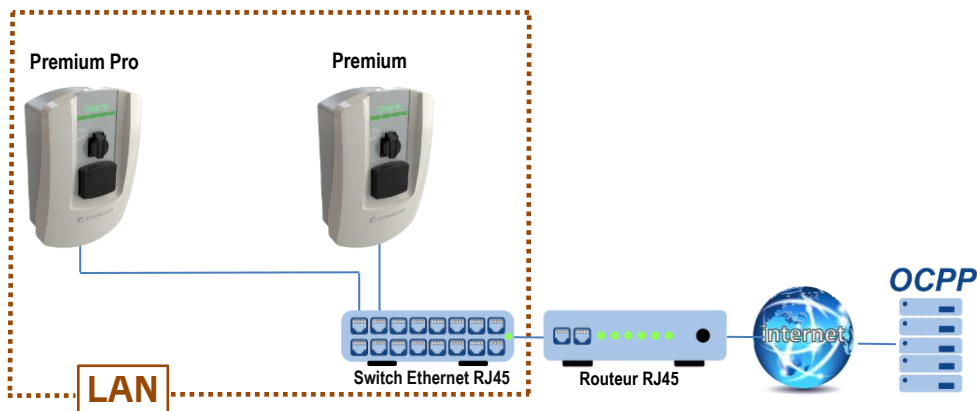 Premium Pro
Premium
OCPP
internet
Switch Ethernet RJ45
Routeur RJ45
LAN